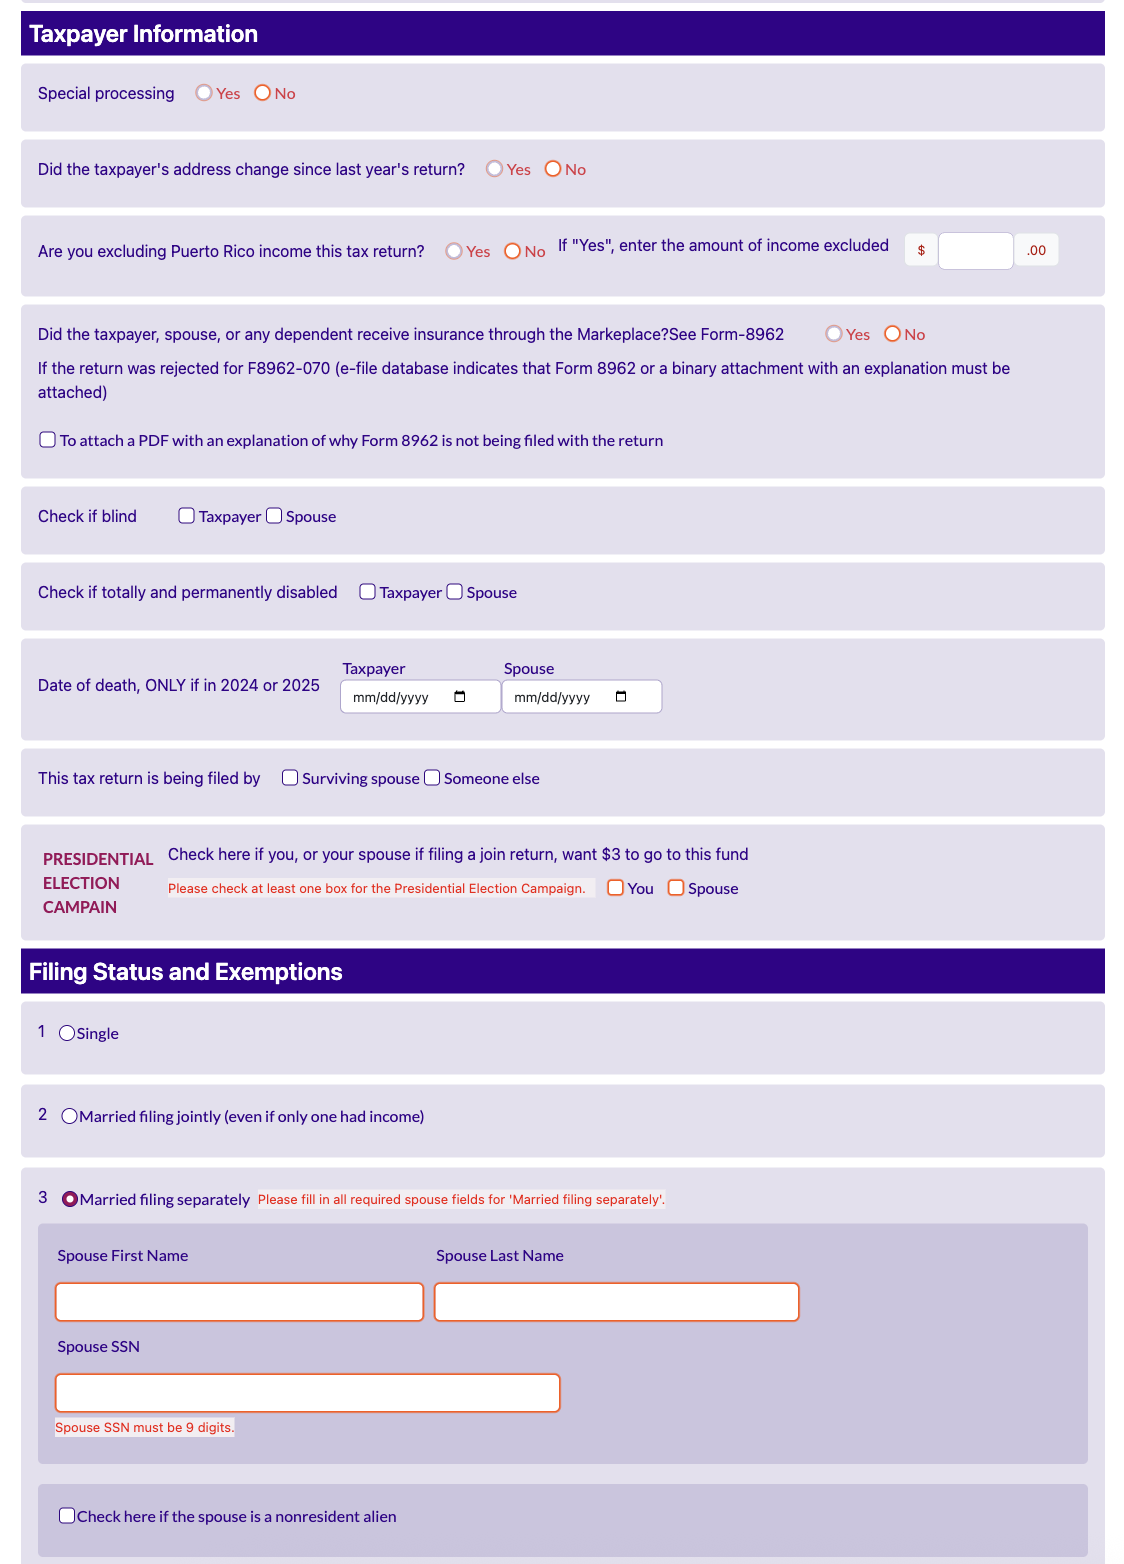 Taxpayer Information
Special processing Yes No
Did the taxpayer's address change since last year's return? Yes No
Are you excluding Puerto Rico income this tax return? Yes No If "Yes", enter the amount of income excluded $ .00
Did the taxpayer, spouse, or any dependent receive insurance through the Markeplace?See Form-8962 Yes No
If the return was rejected for F8962-070 (e-file database indicates that Form 8962 or a binary attachment with an explanation must be
attached)
To attach a PDF with an explanation of why Form 8962 is not being filed with the return
Check if blind Taxpayer Spouse
Check if totally and permanently disabled Taxpayer Spouse
Taxpayer Spouse
Date of death, ONLY if in 2024 or 2025 mm/dd/yyyy mm/dd/yyyy
This tax return is being filed by Surviving spouse Someone else
PRESIDENTIAL
ELECTION
CAMPAIN
Check here if you, or your spouse if filing a join return, want $3 to go to this fund
Please check at least one box for the Presidential Election Campaign. You Spouse
Filing Status and Exemptions
1 Single
2 Married filing jointly (even if only one had income)
3 Married filing separately Please fill in all required spouse fields for 'Married filing separately'.
Spouse First Name Spouse Last Name
Spouse SSN
Spouse SSN must be 9 digits.
Check here if the spouse is a nonresident alien